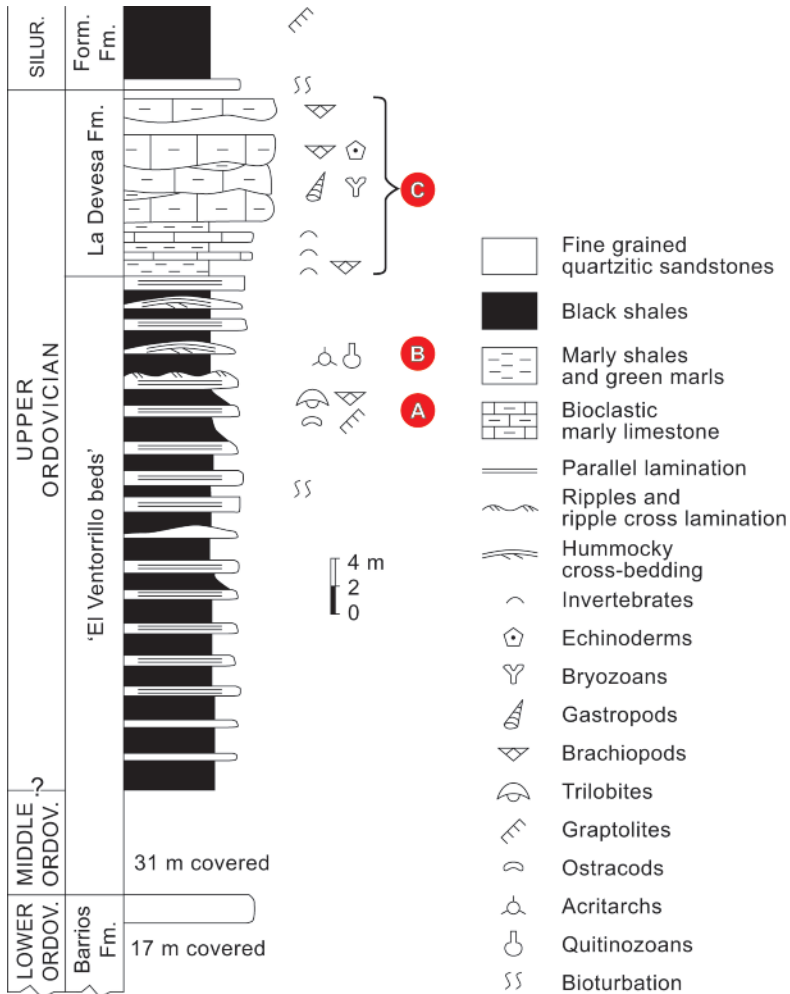 SILUR.
Form.
Fm.
La Devesa Fm.
C
UPPER
ORDOVICIAN
'El Ventorrillo beds'
B
A
4 m
2
0
?
MIDDLE
ORDOV.
31 m covered
LOWER
ORDOV.
Barrios
Fm.
17 m covered
Fine grained
quartzitic sandstones
Black shales
Marly shales
and green marls
Bioclastic
marly limestone
Parallel lamination
Ripples and
ripple cross lamination
Hummocky
cross-bedding
Invertebrates
Echinoderms
Bryozoans
Gastropods
Brachiopods
Trilobites
Graptolites
Ostracods
Acritarchs
Quitinozoans
Bioturbation